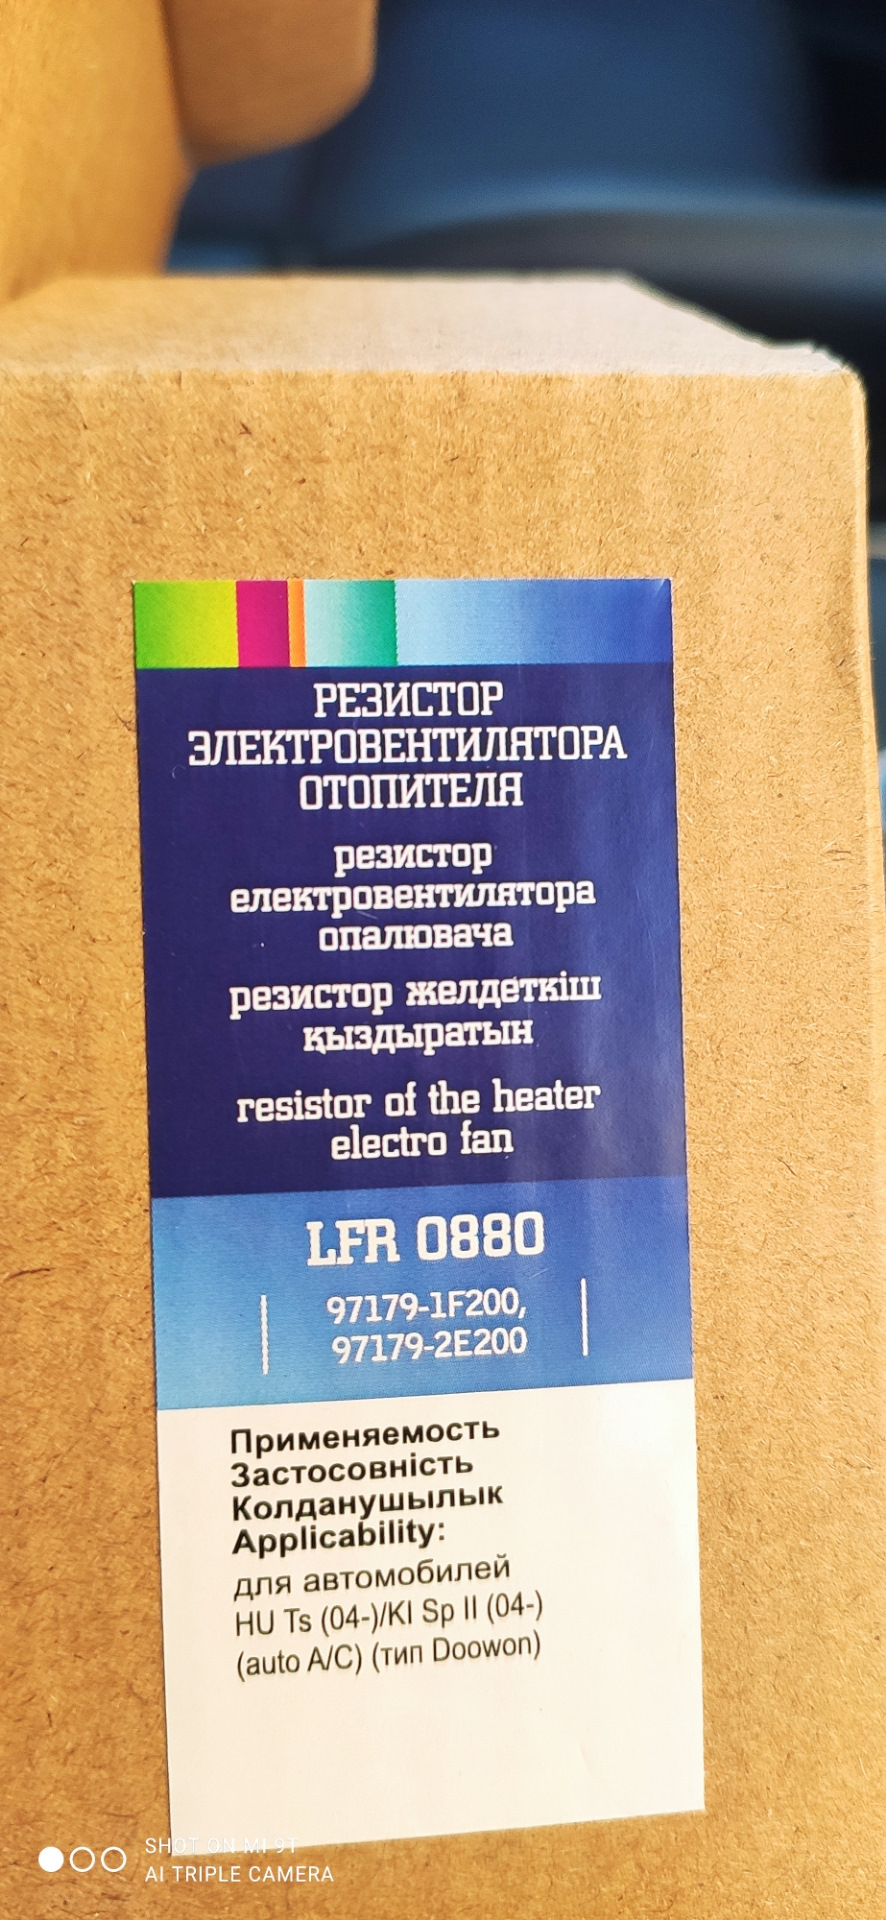 РЕЗИСТОР
ЭЛЕКТРОВЕНТИЛЯТОРА
ОТОПИТЕЛЯ
резистор
електровентилятора
опалювача
резистор желдеткіш
қыздыратын
resistor of the heater
electro fan
LFR 0880
97179-1F200,
97179-2E200
Применяемость
Застосовність
Колданушылык
Applicability:
для автомобилей
HU Ts (04-)/KI Sp II (04-)
(auto A/C) (тип Doowon)
SHOT ON MI 9T
AI TRIPLE CAMERA